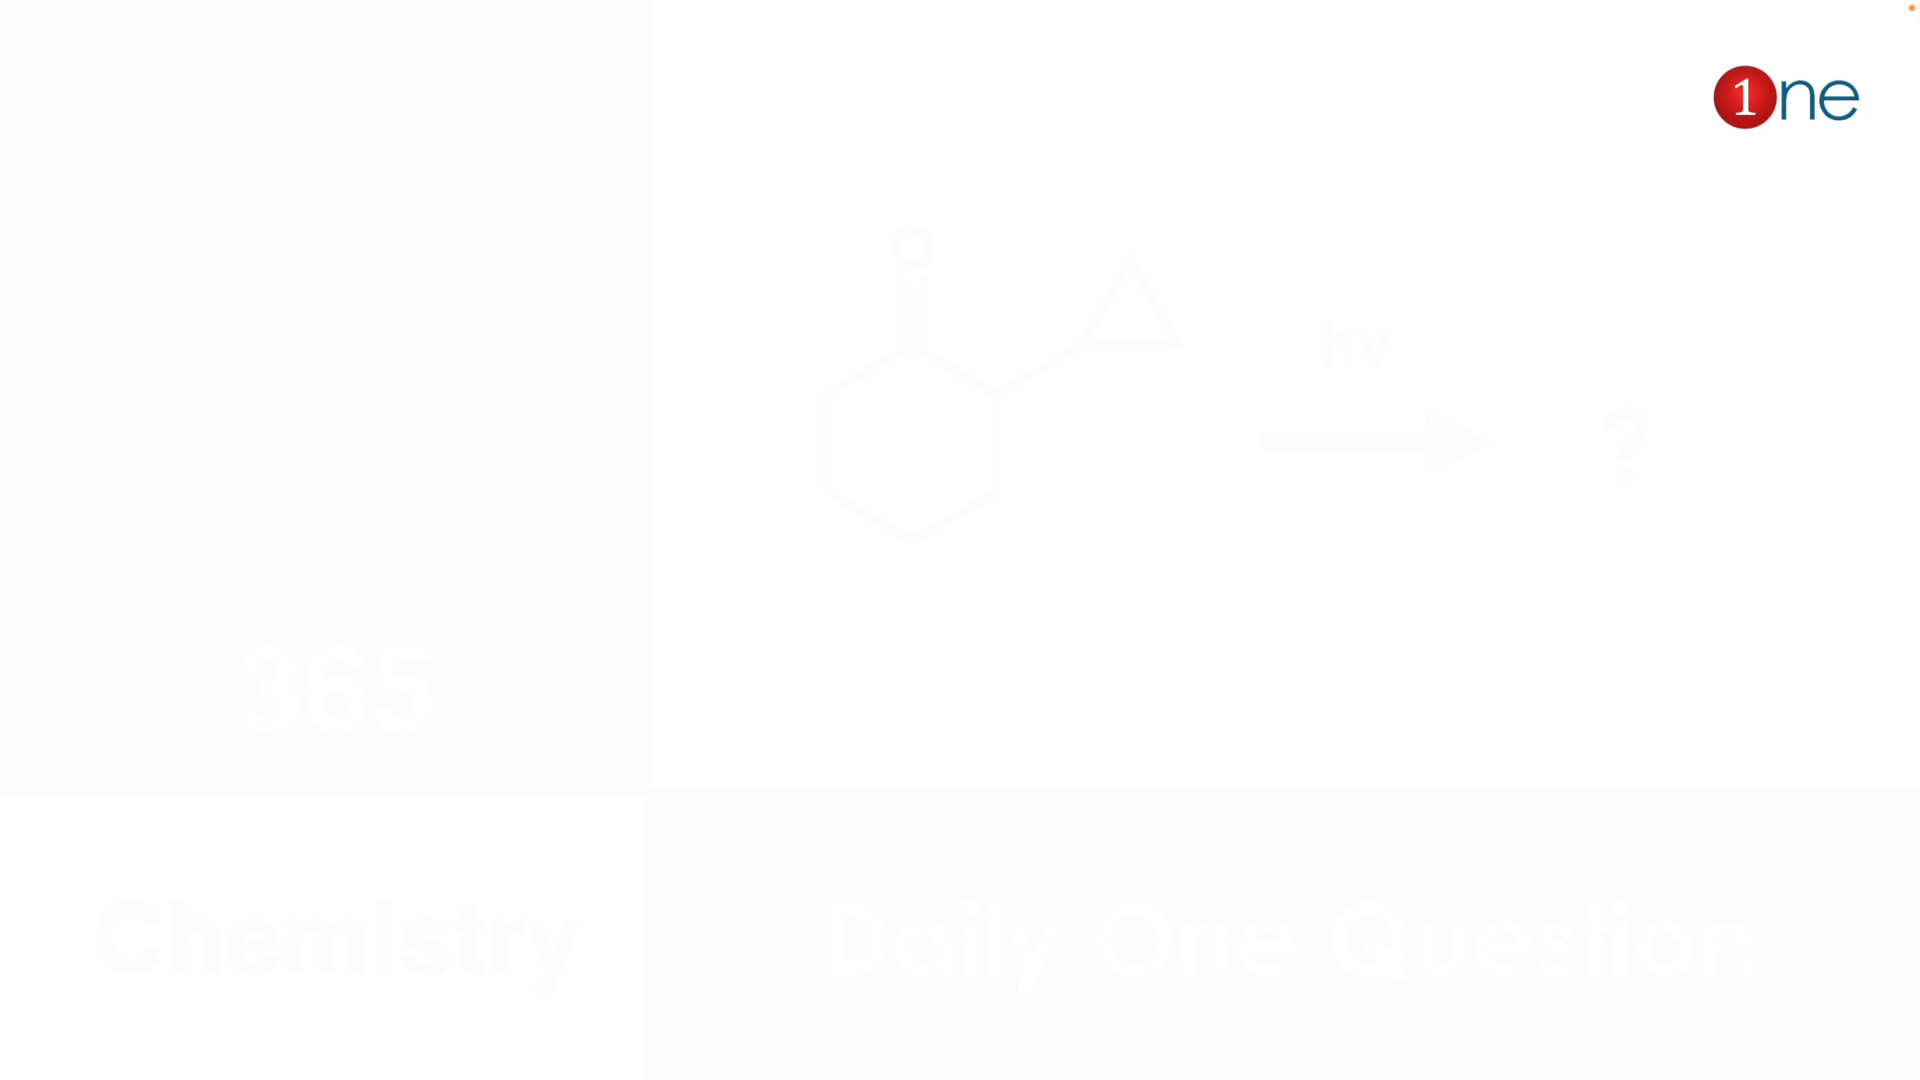 1ne
O
hν
?
365
Chemistry
Daily One Question